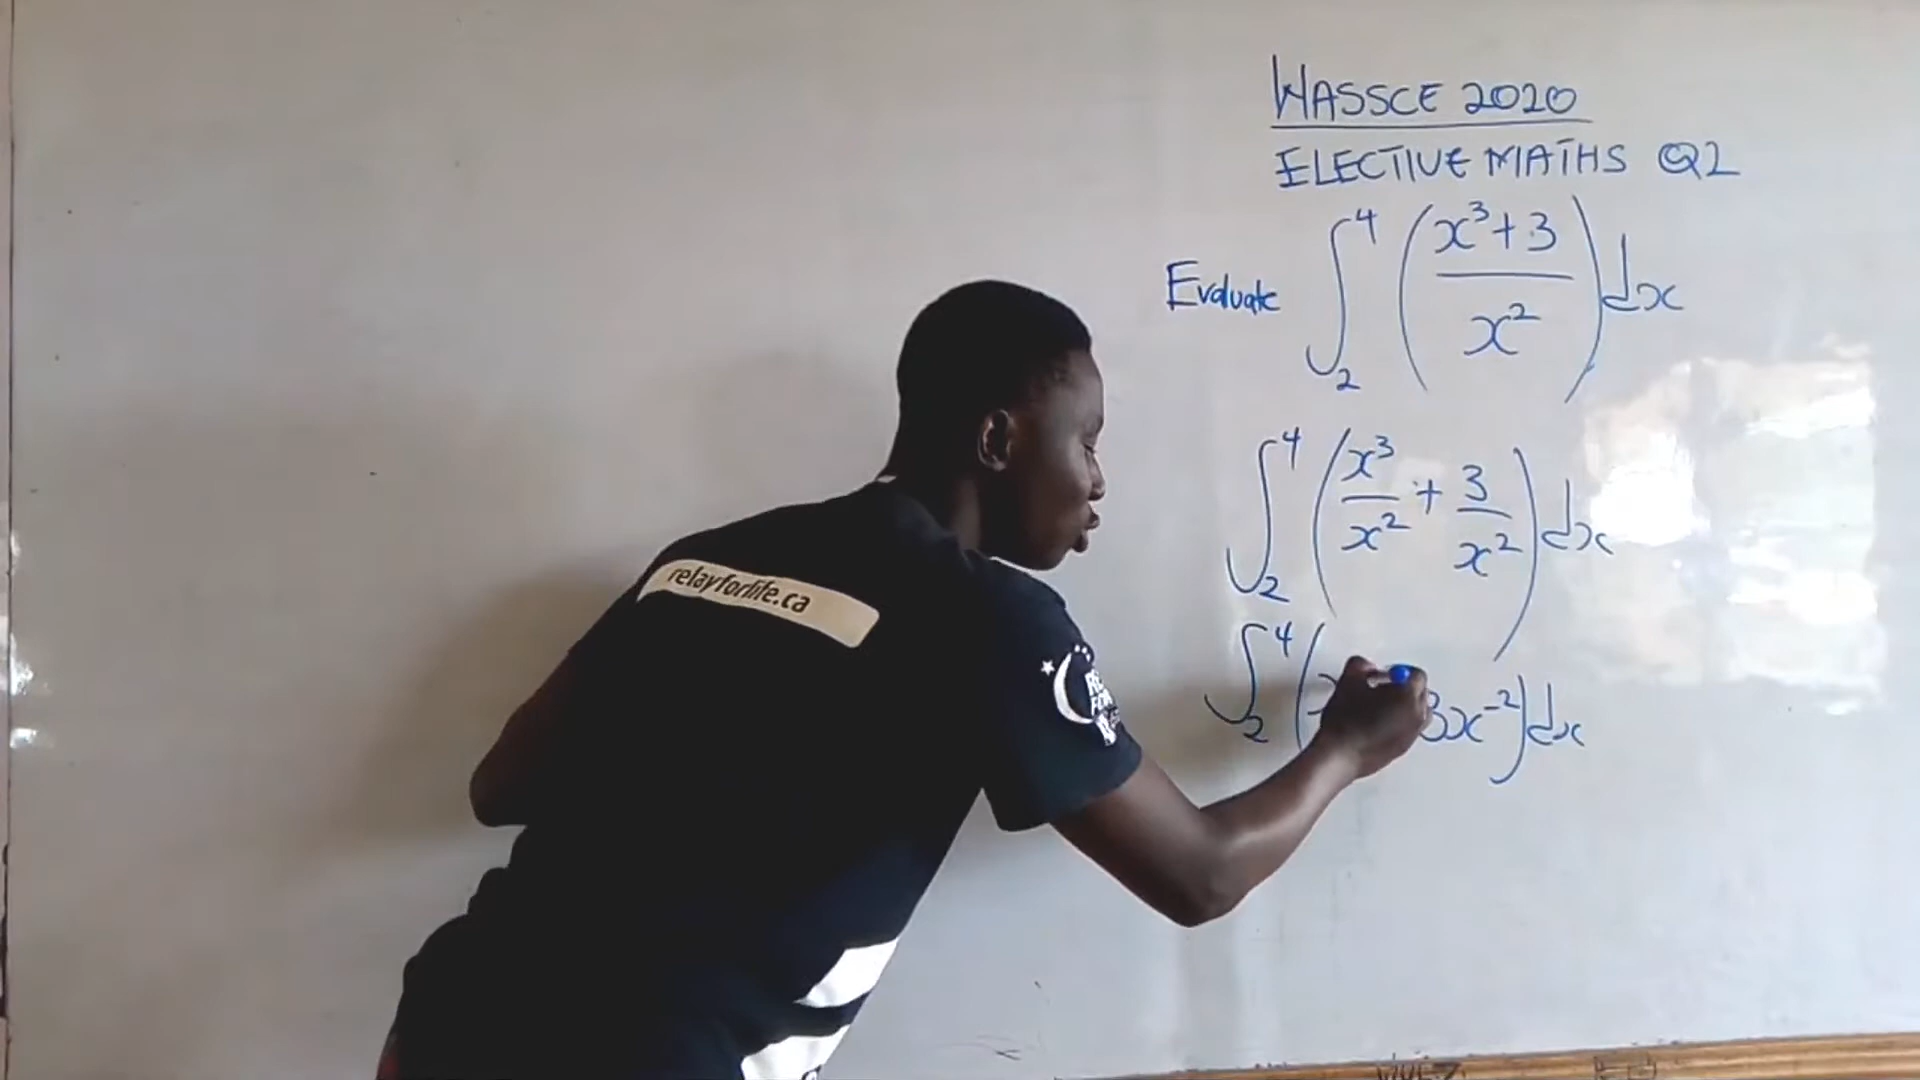 WASSCE 2020
ELECTIVE MATHS Q2
Evaluate ∫₂⁴ ((x³+3)/x²) dx
∫₂⁴ (x³/x² + 3/x²) dx
∫₂⁴ ( 3x⁻²) dx
relayforlife.ca